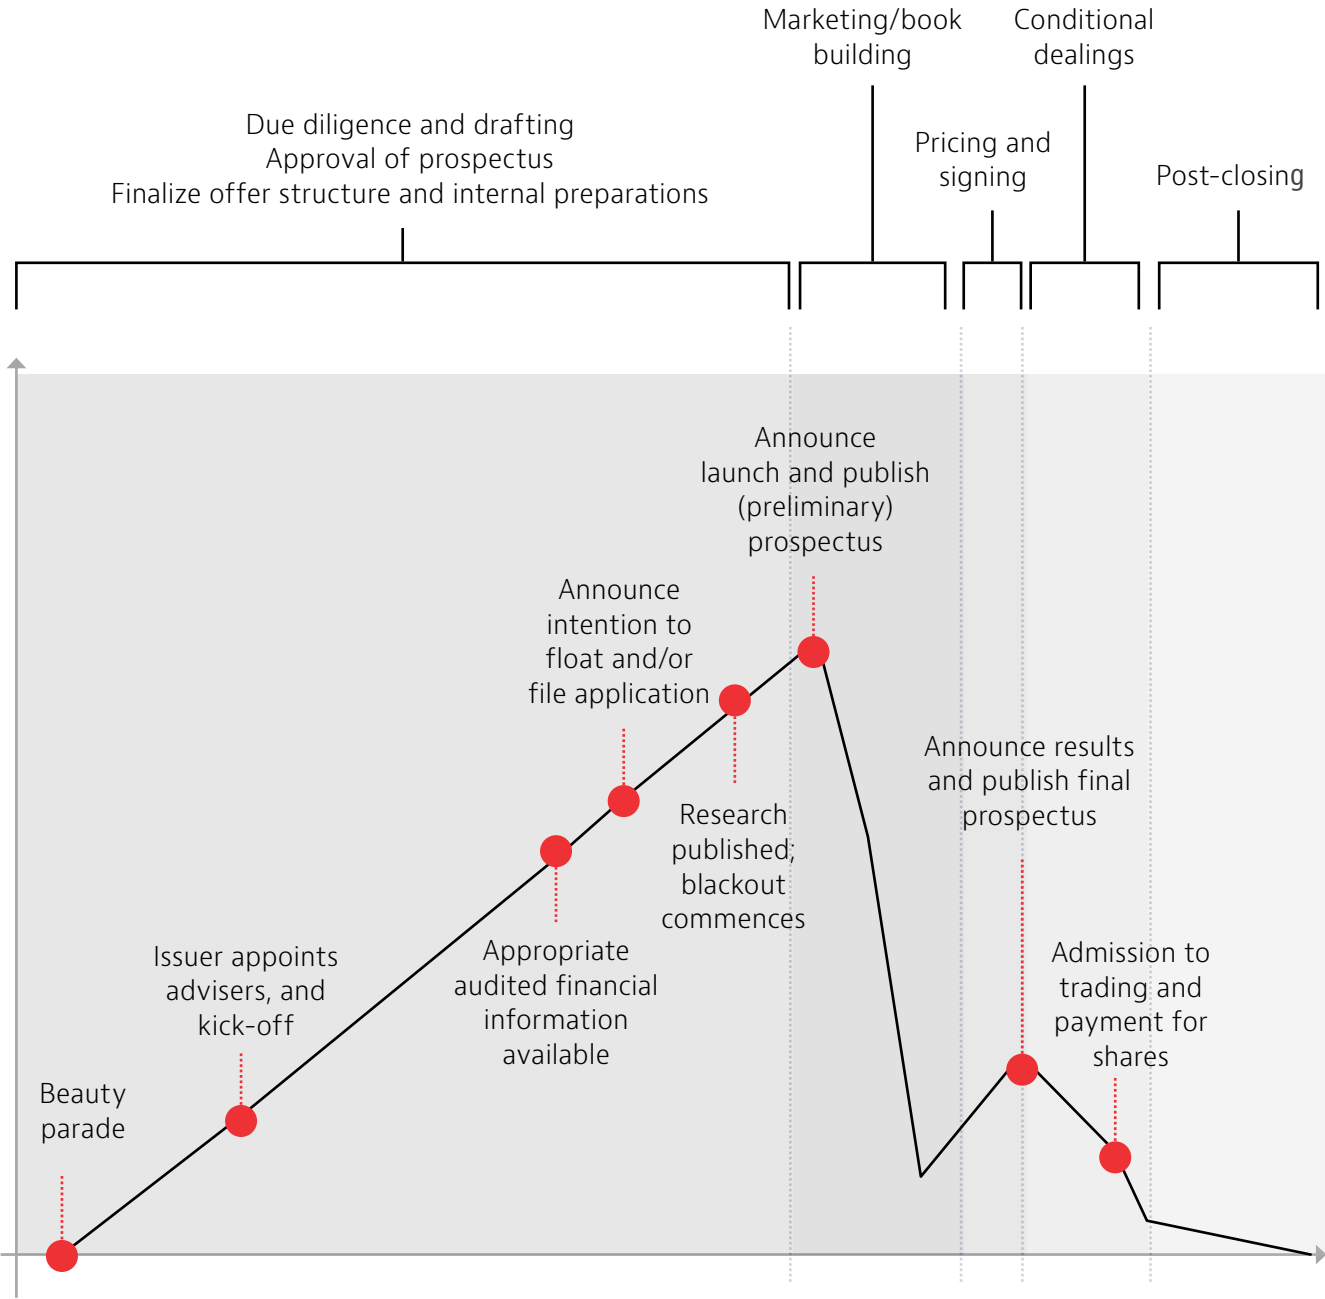 Marketing/book
building
Conditional
dealings
Due diligence and drafting
Approval of prospectus
Finalize offer structure and internal preparations
Pricing and
signing
Post-closing
Announce
launch and publish
(preliminary)
prospectus
Announce
intention to
float and/or
file application
Announce results
and publish final
prospectus
Research
published;
blackout
commences
Issuer appoints
advisers, and
kick-off
Appropriate
audited financial
information
available
Admission to
trading and
payment for
shares
Beauty
parade